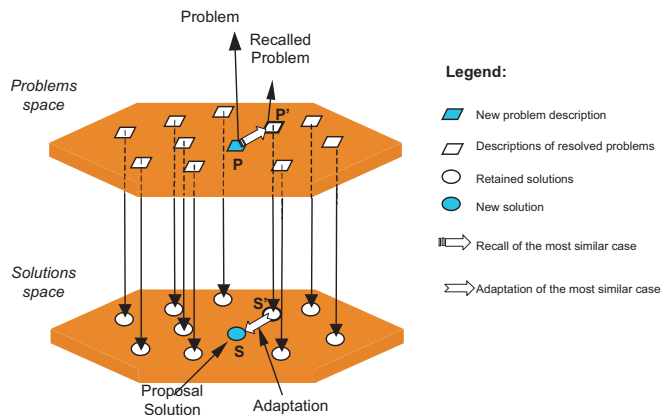 Problem
Recalled
Problem
Problems
space
P'
P
Legend:
New problem description
Descriptions of resolved problems
Retained solutions
New solution
Recall of the most similar case
Adaptation of the most similar case
Solutions
space
S'
S
Proposal
Solution
Adaptation